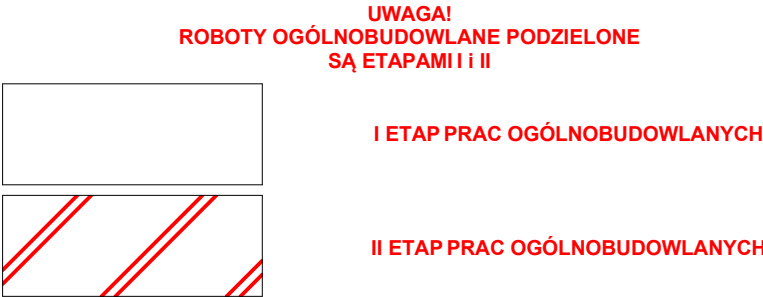 UWAGA!
ROBOTY OGÓLNOBUDOWLANE PODZIELONE
SĄ ETAPAMI I i II
I ETAP PRAC OGÓLNOBUDOWLANYCH
II ETAP PRAC OGÓLNOBUDOWLANYCH